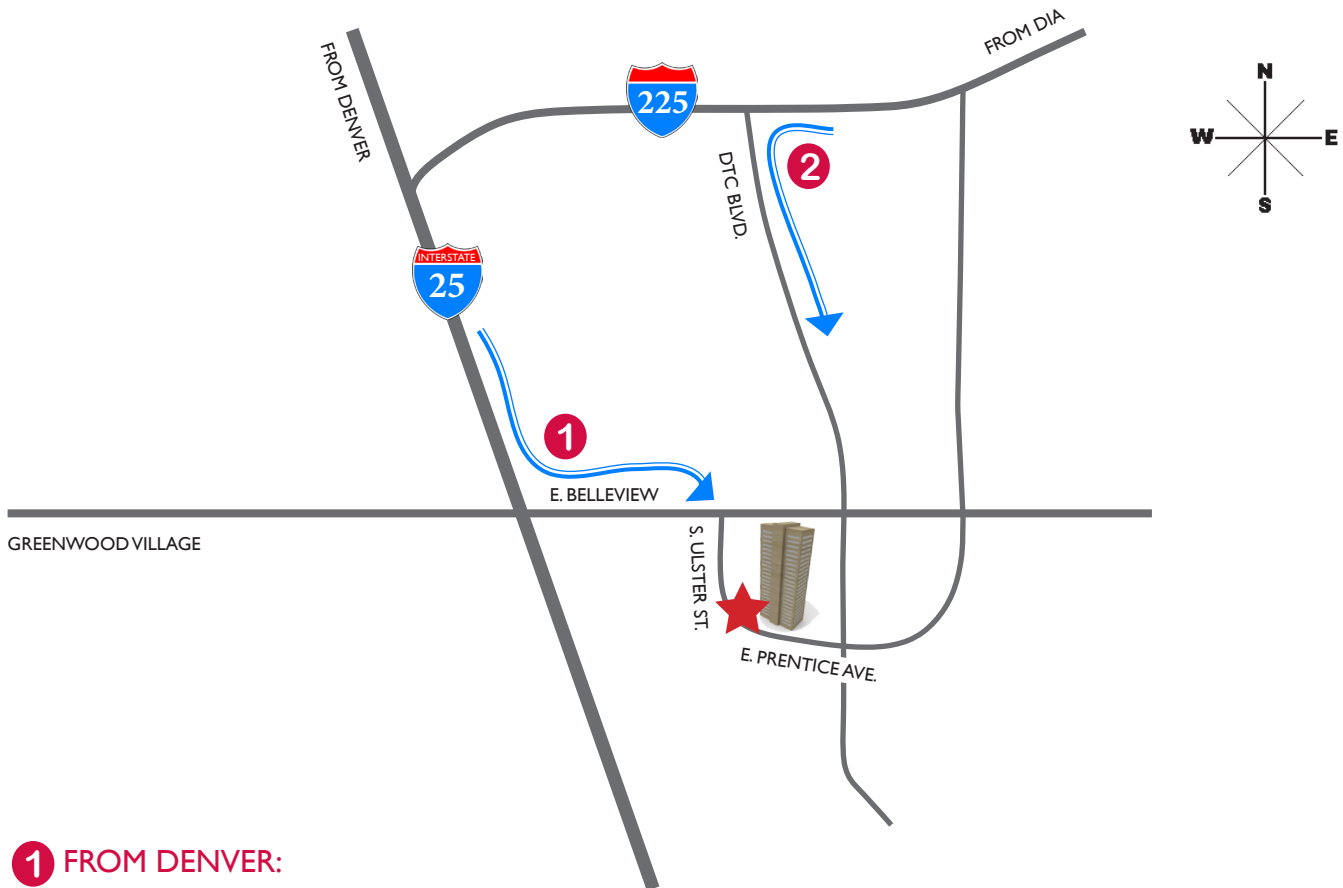 FROM DIA
FROM DENVER
225
N
W
E
S
2
DTC BLVD.
INTERSTATE
25
1
E. BELLEVIEW
GREENWOOD VILLAGE
S. ULSTER ST.
E. PRENTICE AVE.
1 FROM DENVER: